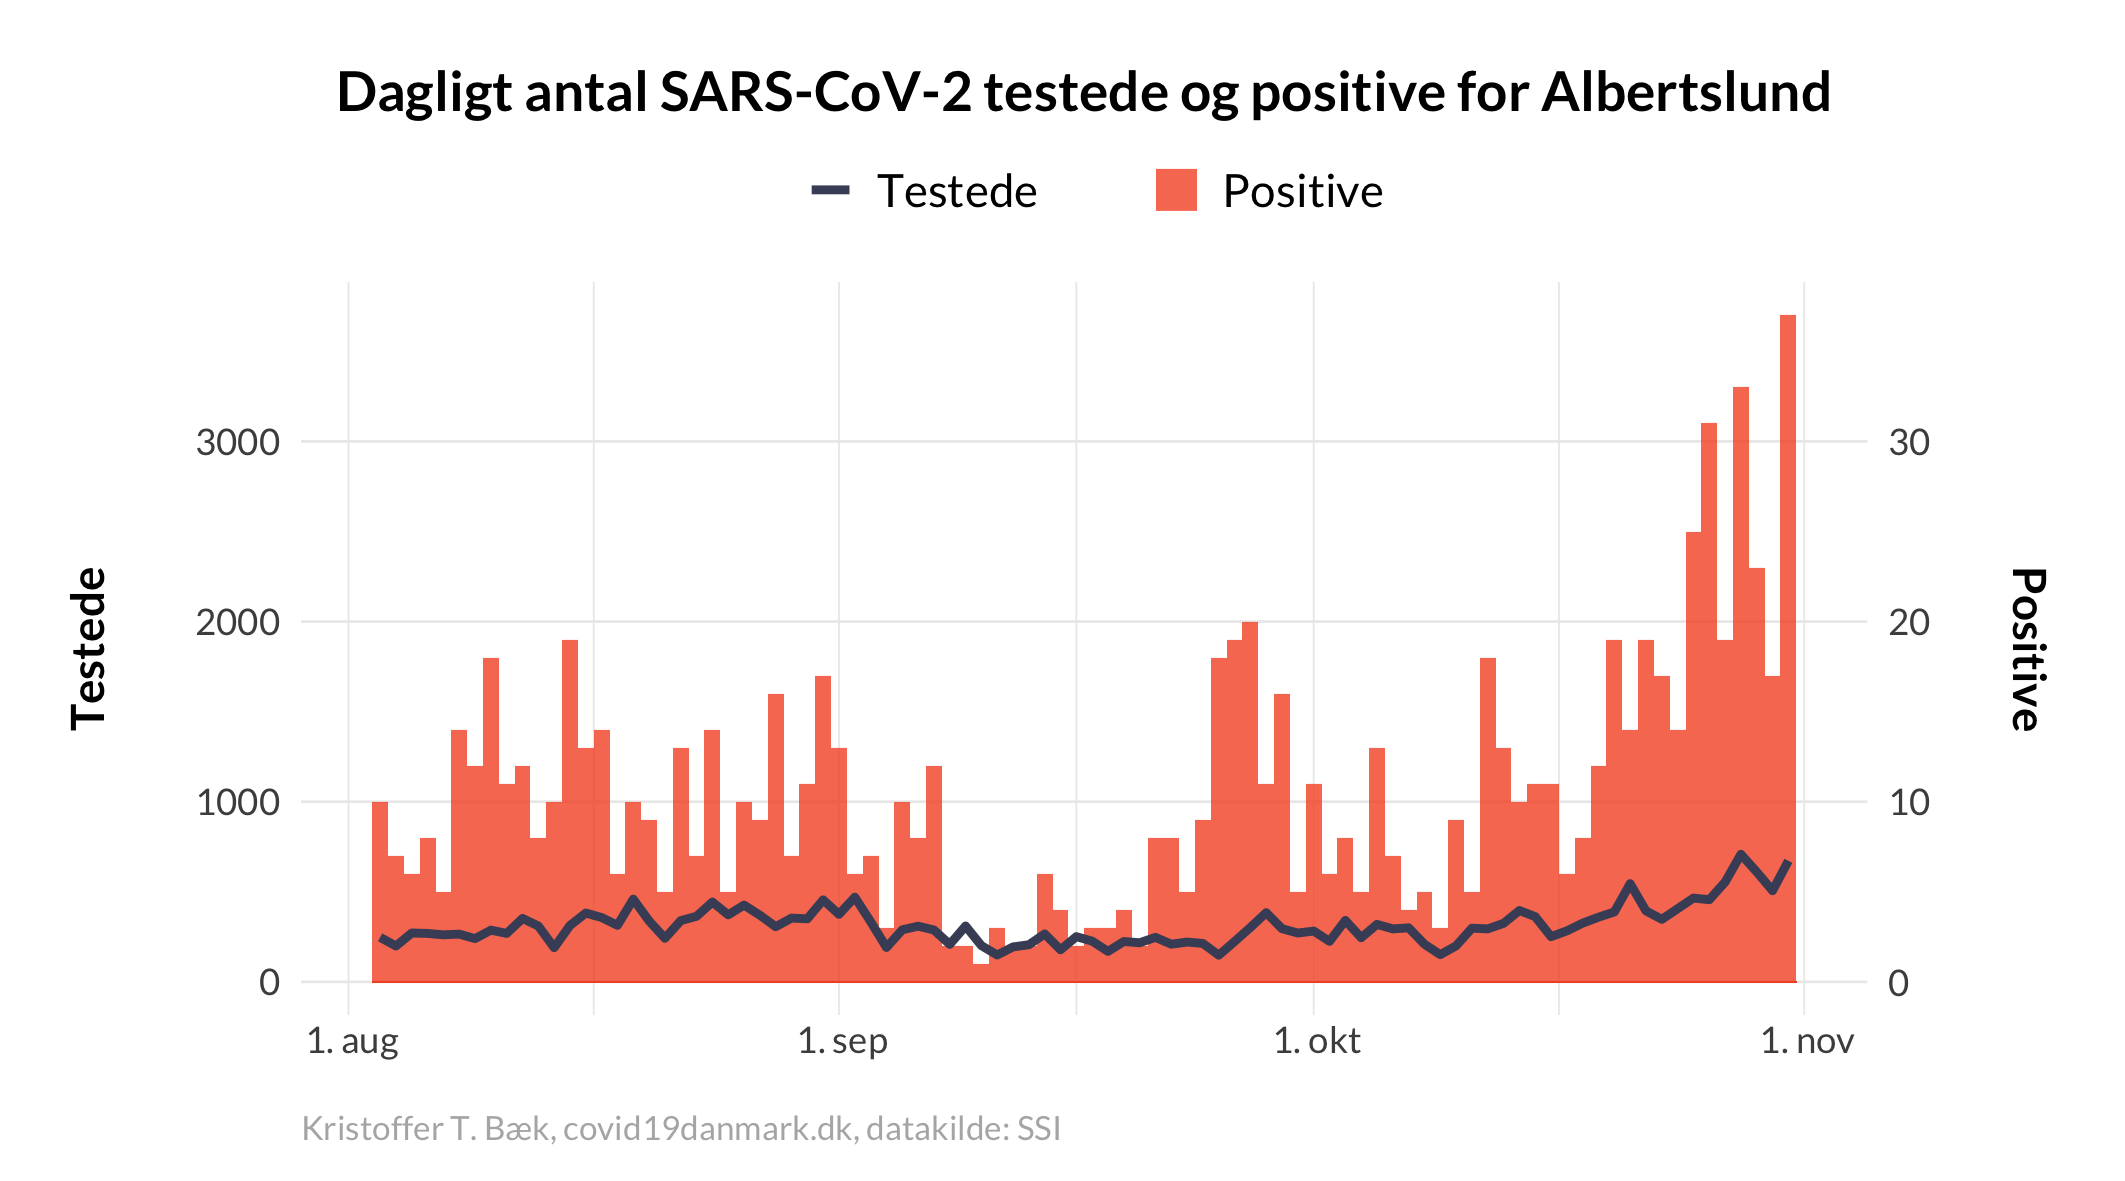 Dagligt antal SARS-CoV-2 testede og positive for Albertslund
Testede
Positive
Testede
3000
2000
1000
0
30
20
10
0
Positive
1. aug
1. sep
1. okt
1. nov
Kristoffer T. Bæk, covid19danmark.dk, datakilde: SSI